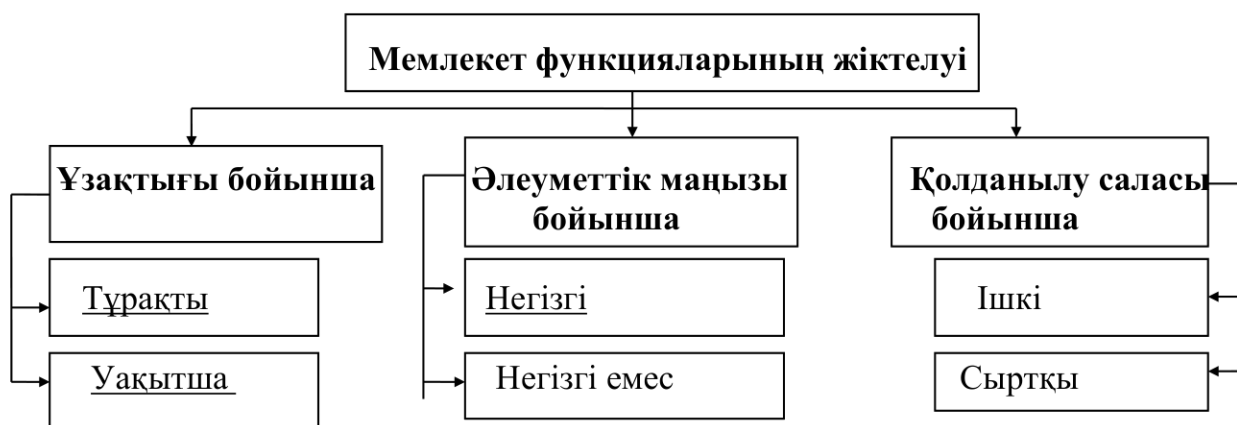 Мемлекет функцияларының жіктелуі
Ұзақтығы бойынша
Әлеуметтік маңызы
бойынша
Қолданылу саласы
бойынша
Тұрақты
Негізгі
Ішкі
Уақытша
Негізгі емес
Сыртқы